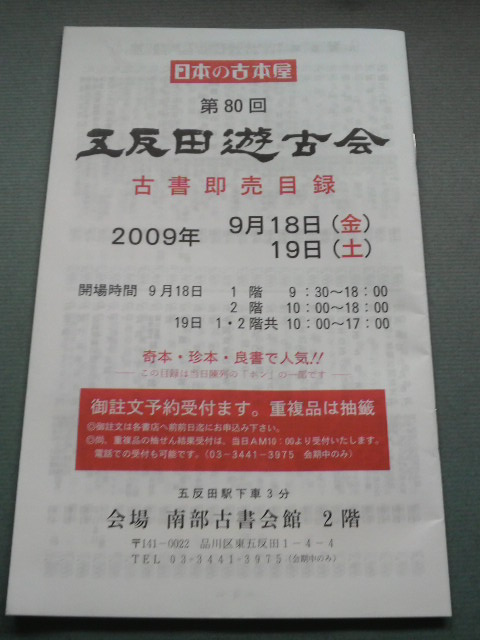 日本の古本屋
第80回
五反田遊古会
古書即売目録
2009年 9月18日(金)
19日(土)
開場時間 9月18日 1階 9:30〜18:00
2階 10:00〜18:00
19日 1・2階共 10:00〜17:00
奇本・珍本・良書で人気!!
この目録は当日陳列の「ホン」の一部です
御註文予約受付ます。重複品は抽籤
◎御註文は各書店へ前前日迄にお申込み下さい。
◎尚、重複品の抽せん結果受付は、当日AM10:00より受付いたします。
電話での受付も可能です。(03-3441-3975 会期中のみ)
五反田駅下車3分
会場 南部古書会館 2階
〒141-0022 品川区東五反田1-4-4
TEL 03-3441-3975(会期中のみ)